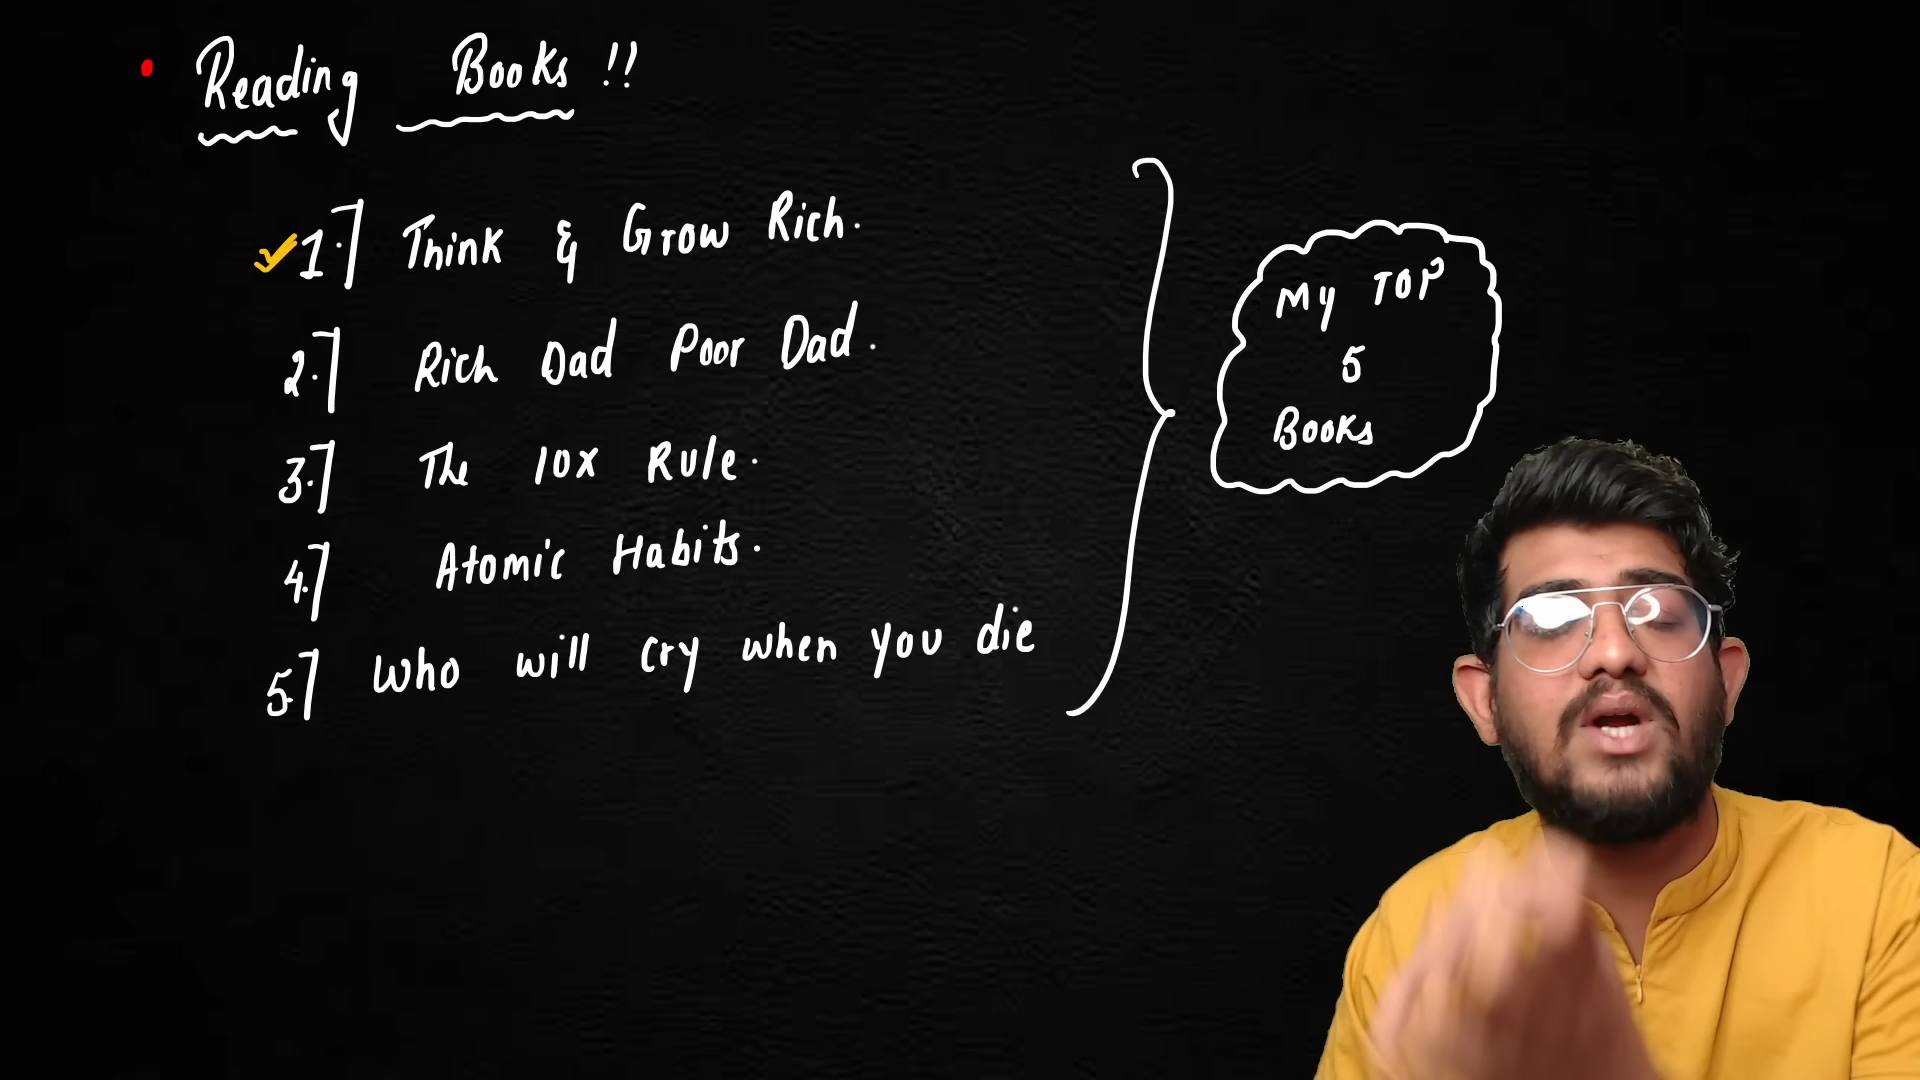 Reading Books !!
1.] Think & Grow Rich.
2.] Rich Dad Poor Dad.
3.] The 10x Rule.
4.] Atomic Habits.
5.] Who will cry when you die
My TOP
5
Books